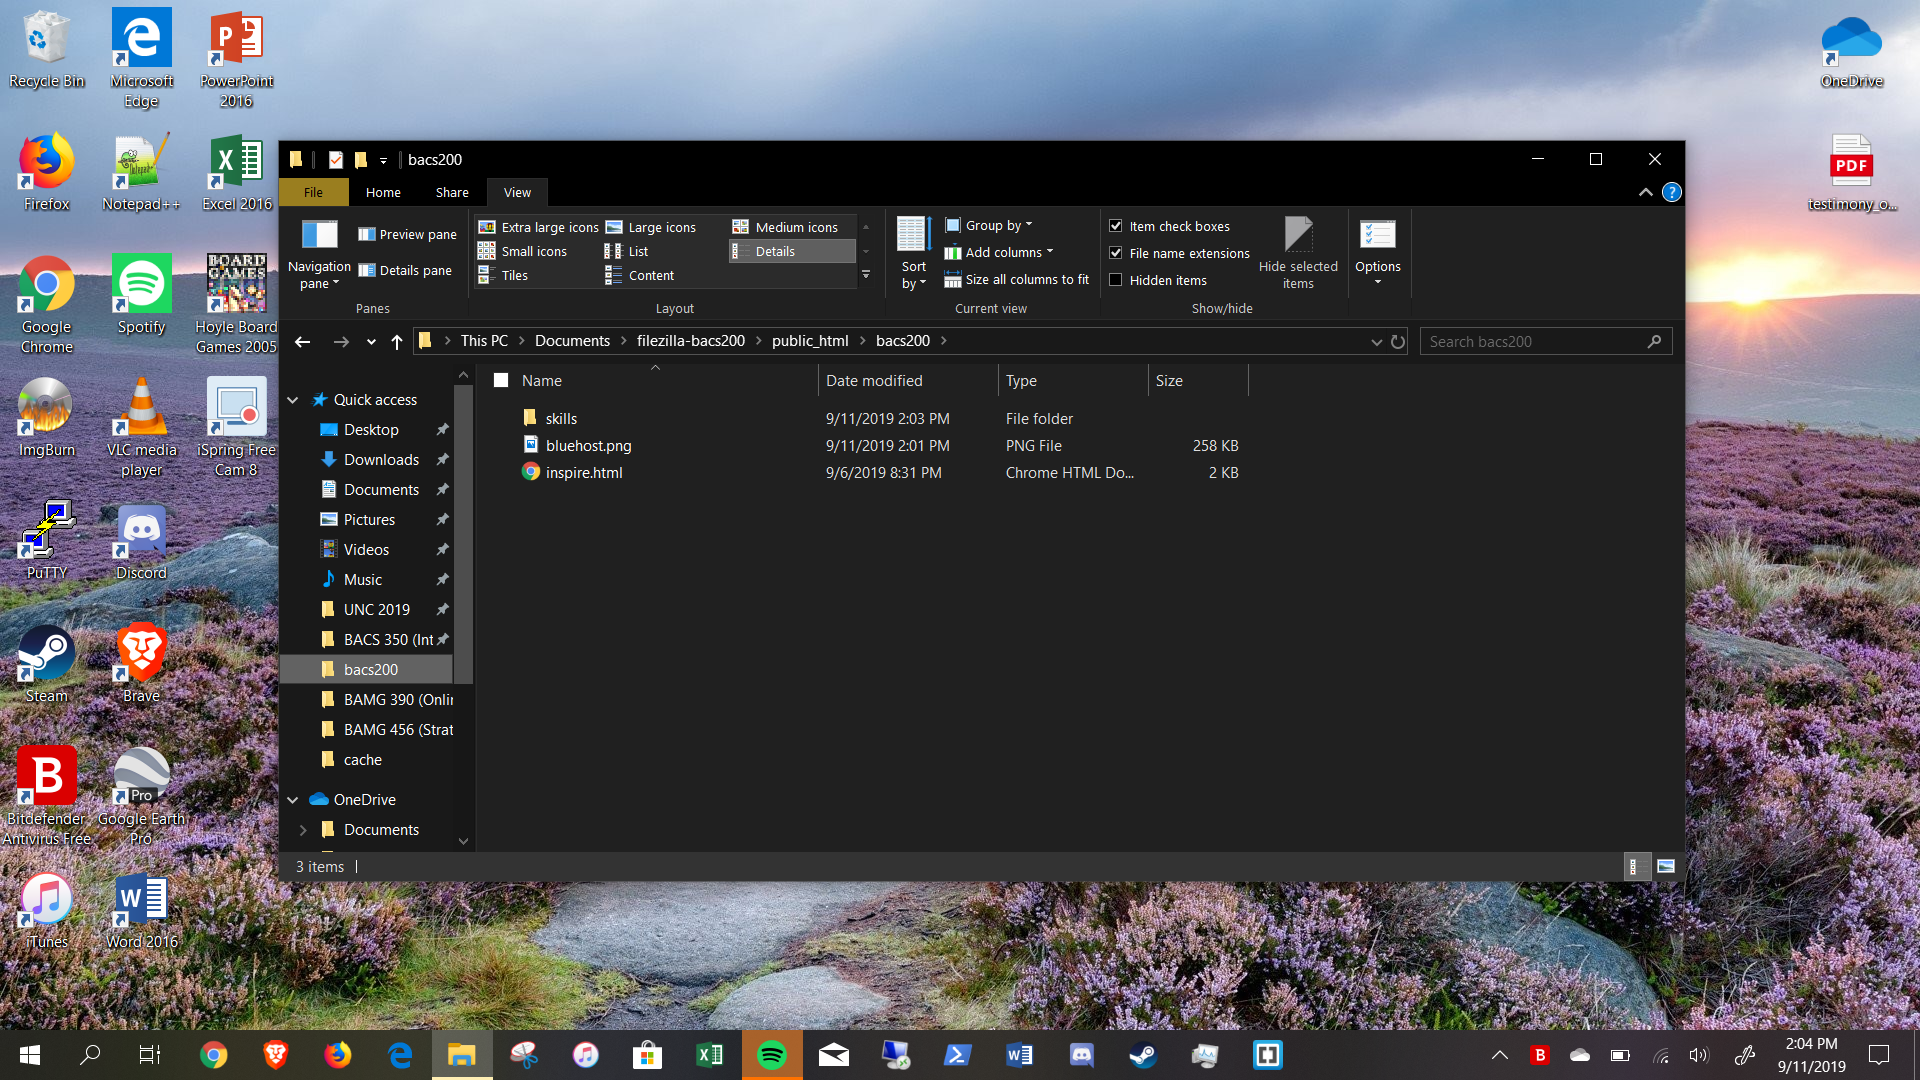 Recycle Bin
Microsoft
Edge
PowerPoint
2016
OneDrive
Firefox
Notepad++
Excel 2016
PDF
testimony_o...
Google
Chrome
Spotify
BOARD
GAMES
Hoyle Board
Games 2005
ImgBurn
VLC media
player
iSpring Free
Cam 8
PuTTY
Discord
Steam
Brave
Bitdefender
Antivirus Free
Pro
Google Earth
Pro
iTunes
Word 2016
bacs200
File
Home
Share
View
Navigation
pane
Preview pane
Details pane
Panes
Extra large icons
Large icons
Medium icons
Small icons
List
Details
Tiles
Content
Layout
Sort
by
Group by
Add columns
Size all columns to fit
Current view
Item check boxes
File name extensions
Hidden items
Hide selected
items
Show/hide
Options
This PC > Documents > filezilla-bacs200 > public_html > bacs200 >
Search bacs200
Quick access
Desktop
Downloads
Documents
Pictures
Videos
Music
UNC 2019
BACS 350 (Int
bacs200
BAMG 390 (Onlin
BAMG 456 (Strat
cache
OneDrive
Documents
Name Date modified Type Size
skills 9/11/2019 2:03 PM File folder
bluehost.png 9/11/2019 2:01 PM PNG File 258 KB
inspire.html 9/6/2019 8:31 PM Chrome HTML Do... 2 KB
3 items
2:04 PM
9/11/2019